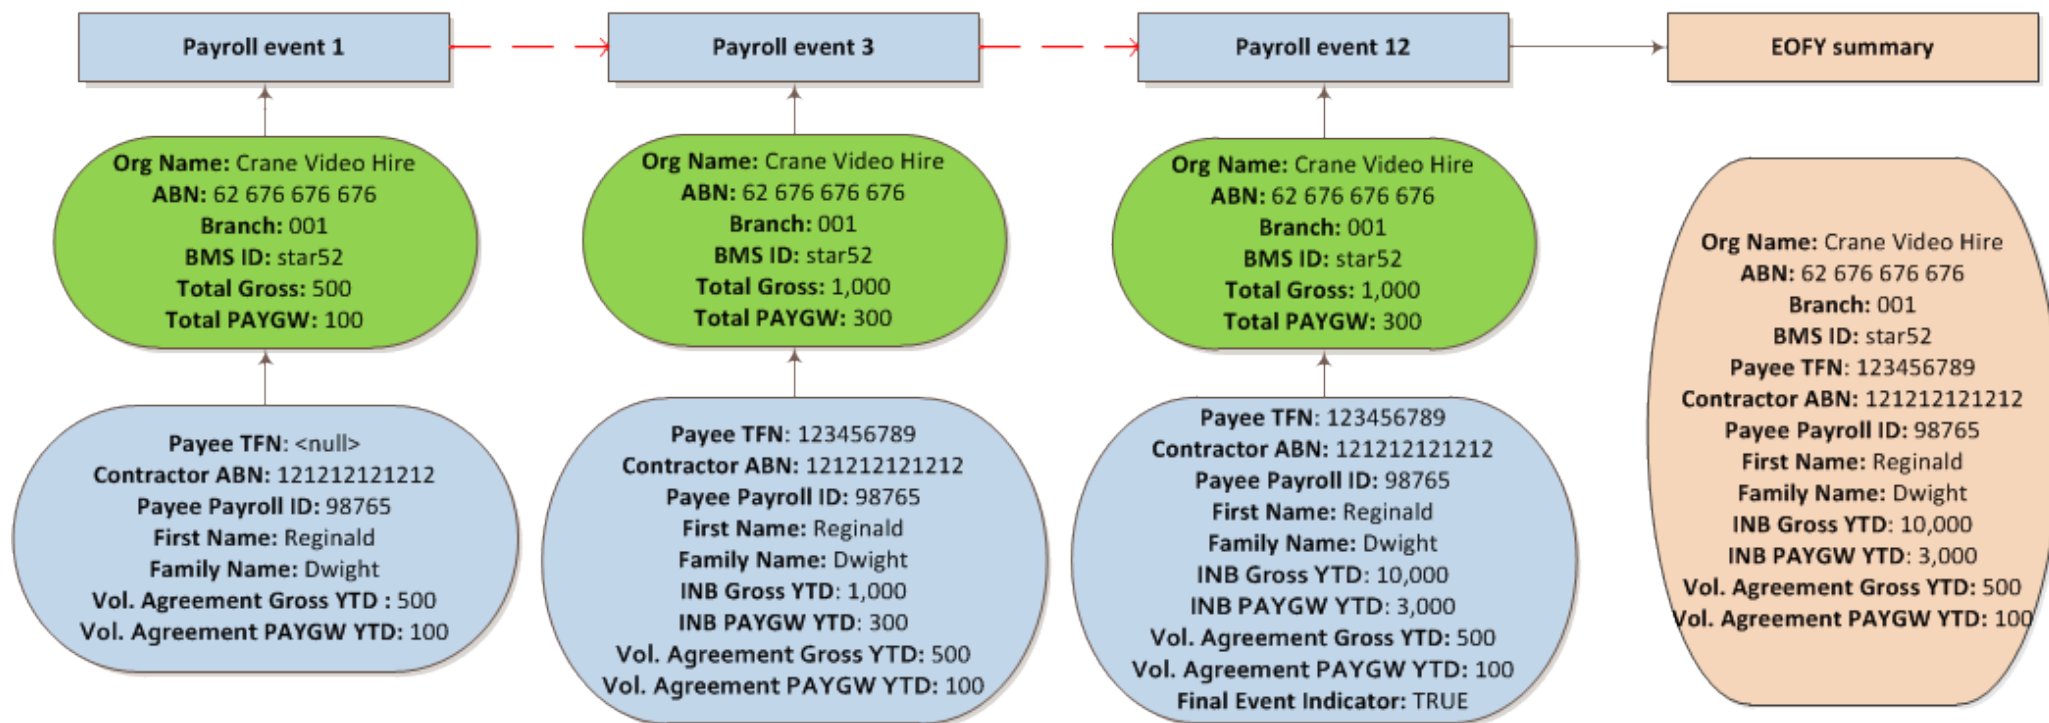 Payroll event 1
Payroll event 3
Payroll event 12
EOFY summary
Org Name: Crane Video Hire
ABN: 62 676 676 676
Branch: 001
BMS ID: star52
Total Gross: 500
Total PAYGW: 100
Org Name: Crane Video Hire
ABN: 62 676 676 676
Branch: 001
BMS ID: star52
Total Gross: 1,000
Total PAYGW: 300
Org Name: Crane Video Hire
ABN: 62 676 676 676
Branch: 001
BMS ID: star52
Total Gross: 1,000
Total PAYGW: 300
Payee TFN: <null>
Contractor ABN: 121212121212
Payee Payroll ID: 98765
First Name: Reginald
Family Name: Dwight
Vol. Agreement Gross YTD : 500
Vol. Agreement PAYGW YTD: 100
Payee TFN: 123456789
Contractor ABN: 121212121212
Payee Payroll ID: 98765
First Name: Reginald
Family Name: Dwight
INB Gross YTD: 1,000
INB PAYGW YTD: 300
Vol. Agreement Gross YTD: 500
Vol. Agreement PAYGW YTD: 100
Payee TFN: 123456789
Contractor ABN: 121212121212
Payee Payroll ID: 98765
First Name: Reginald
Family Name: Dwight
INB Gross YTD: 10,000
INB PAYGW YTD: 3,000
Vol. Agreement Gross YTD: 500
Vol. Agreement PAYGW YTD: 100
Final Event Indicator: TRUE
Org Name: Crane Video Hire
ABN: 62 676 676 676
Branch: 001
BMS ID: star52
Payee TFN: 123456789
Contractor ABN: 121212121212
Payee Payroll ID: 98765
First Name: Reginald
Family Name: Dwight
INB Gross YTD: 10,000
INB PAYGW YTD: 3,000
Vol. Agreement Gross YTD: 500
Vol. Agreement PAYGW YTD: 100